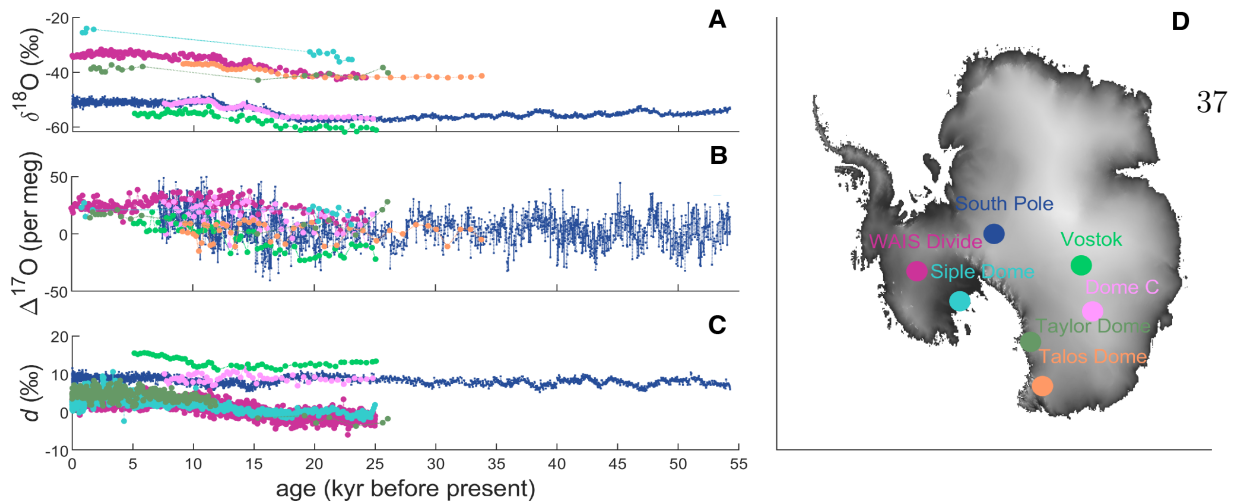 A
-20
-40
-60
δ18O (‰)
B
50
0
-50
Δ17O (per meg)
C
20
10
0
-10
d (‰)
0 5 10 15 20 25 30 35 40 45 50 55
age (kyr before present)
D
37
South Pole
WAIS Divide
Vostok
Siple Dome
Dome C
Taylor Dome
Talos Dome